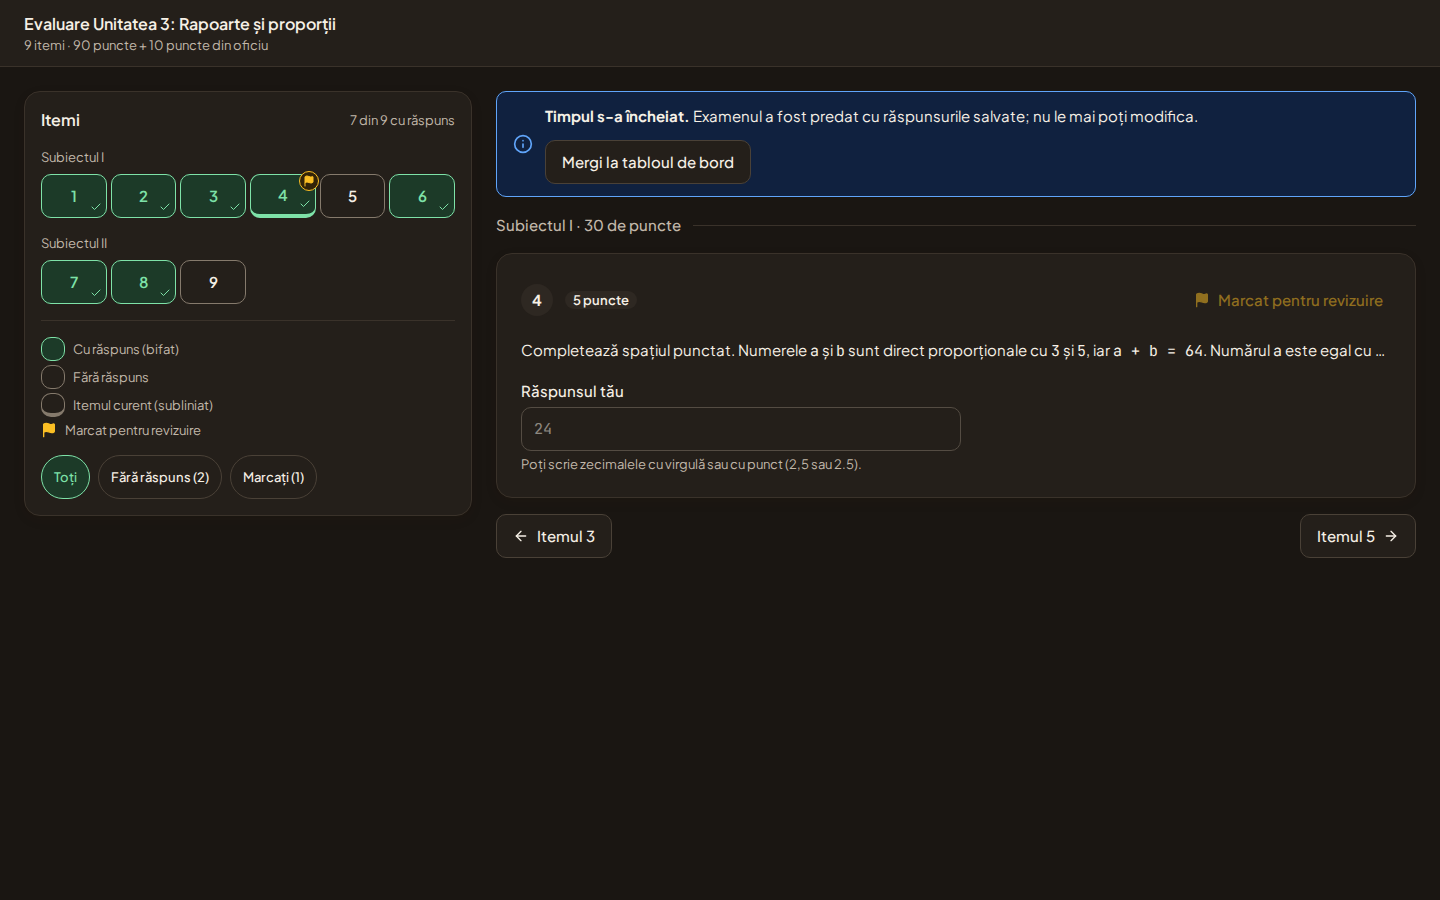 Evaluare Unitatea 3: Rapoarte și proporții
9 itemi · 90 puncte + 10 puncte din oficiu
Itemi
7 din 9 cu răspuns
Subiectul I
1
2
3
4
5
6
Subiectul II
7
8
9
Cu răspuns (bifat)
Fără răspuns
Itemul curent (subliniat)
Marcat pentru revizuire
Toți
Fără răspuns (2)
Marcați (1)
Timpul s-a încheiat. Examenul a fost predat cu răspunsurile salvate; nu le mai poți modifica.
Mergi la tabloul de bord
Subiectul I · 30 de puncte
4
5 puncte
Marcat pentru revizuire
Completează spațiul punctat. Numerele a și b sunt direct proporționale cu 3 și 5, iar a + b = 64. Numărul a este egal cu …
Răspunsul tău
24
Poți scrie zecimalele cu virgulă sau cu punct (2,5 sau 2.5).
← Itemul 3
Itemul 5 →